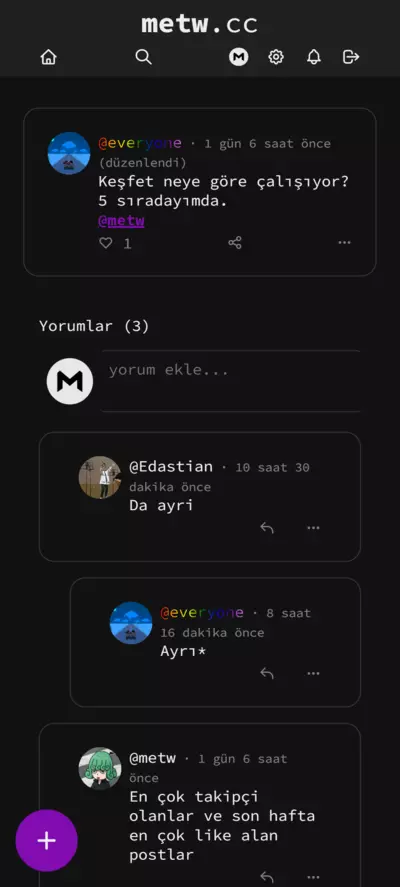 metw.cc
@everyone · 1 gün 6 saat önce
(düzenlendi)
Keşfet neye göre çalışıyor?
5 sıradayımda.
@metw
1
Yorumlar (3)
yorum ekle...
@Edastian · 10 saat 30
dakika önce
Da ayri
@everyone · 8 saat
16 dakika önce
Ayrı*
@metw · 1 gün 6 saat
önce
En çok takipçi
olanlar ve son hafta
en çok like alan
postlar